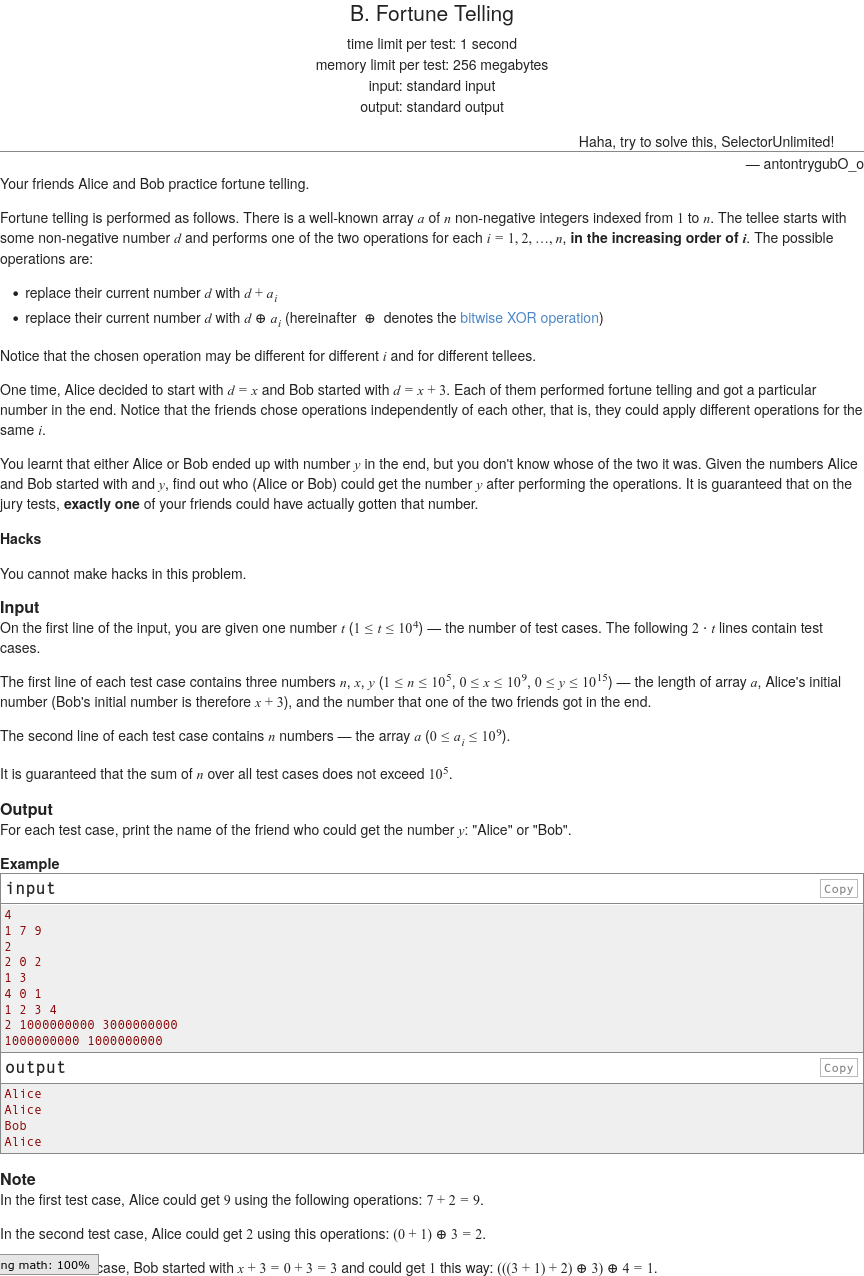 B. Fortune Telling
time limit per test: 1 second
memory limit per test: 256 megabytes
input: standard input
output: standard output
Haha, try to solve this, SelectorUnlimited!
— antontrygubO_o
Your friends Alice and Bob practice fortune telling.
Fortune telling is performed as follows. There is a well-known array a of n non-negative integers indexed from 1 to n. The tellee starts with
some non-negative number d and performs one of the two operations for each i = 1, 2, …, n, in the increasing order of i. The possible
operations are:
• replace their current number d with d + a_i
• replace their current number d with d ⊕ a_i (hereinafter ⊕ denotes the bitwise XOR operation)
Notice that the chosen operation may be different for different i and for different tellees.
One time, Alice decided to start with d = x and Bob started with d = x + 3. Each of them performed fortune telling and got a particular
number in the end. Notice that the friends chose operations independently of each other, that is, they could apply different operations for the
same i.
You learnt that either Alice or Bob ended up with number y in the end, but you don't know whose of the two it was. Given the numbers Alice
and Bob started with and y, find out who (Alice or Bob) could get the number y after performing the operations. It is guaranteed that on the
jury tests, exactly one of your friends could have actually gotten that number.
Hacks
You cannot make hacks in this problem.
Input
On the first line of the input, you are given one number t (1 ≤ t ≤ 10^4) — the number of test cases. The following 2 · t lines contain test
cases.
The first line of each test case contains three numbers n, x, y (1 ≤ n ≤ 10^5, 0 ≤ x ≤ 10^9, 0 ≤ y ≤ 10^15) — the length of array a, Alice's initial
number (Bob's initial number is therefore x + 3), and the number that one of the two friends got in the end.
The second line of each test case contains n numbers — the array a (0 ≤ a_i ≤ 10^9).
It is guaranteed that the sum of n over all test cases does not exceed 10^5.
Output
For each test case, print the name of the friend who could get the number y: "Alice" or "Bob".
Example
input
Copy
4
1 7 9
2
2 0 2
1 3
4 0 1
1 2 3 4
2 1000000000 3000000000
1000000000 1000000000
output
Copy
Alice
Alice
Bob
Alice
Note
In the first test case, Alice could get 9 using the following operations: 7 + 2 = 9.
In the second test case, Alice could get 2 using this operations: (0 + 1) ⊕ 3 = 2.
ng math: 100%
case, Bob started with x + 3 = 0 + 3 = 3 and could get 1 this way: (((3 + 1) + 2) ⊕ 3) ⊕ 4 = 1.